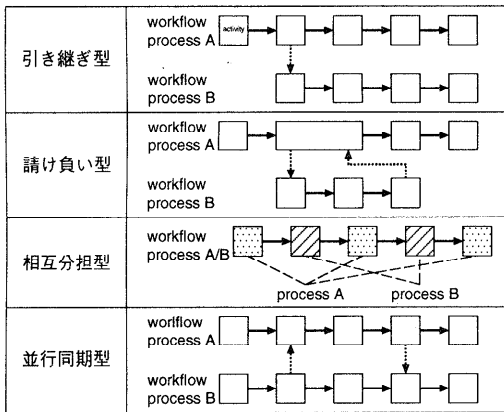 引き継ぎ型
workflow
process A
activity
workflow
process B
請け負い型
workflow
process A
workflow
process B
相互分担型
workflow
process A/B
process A
process B
並行同期型
workflow
process A
workflow
process B